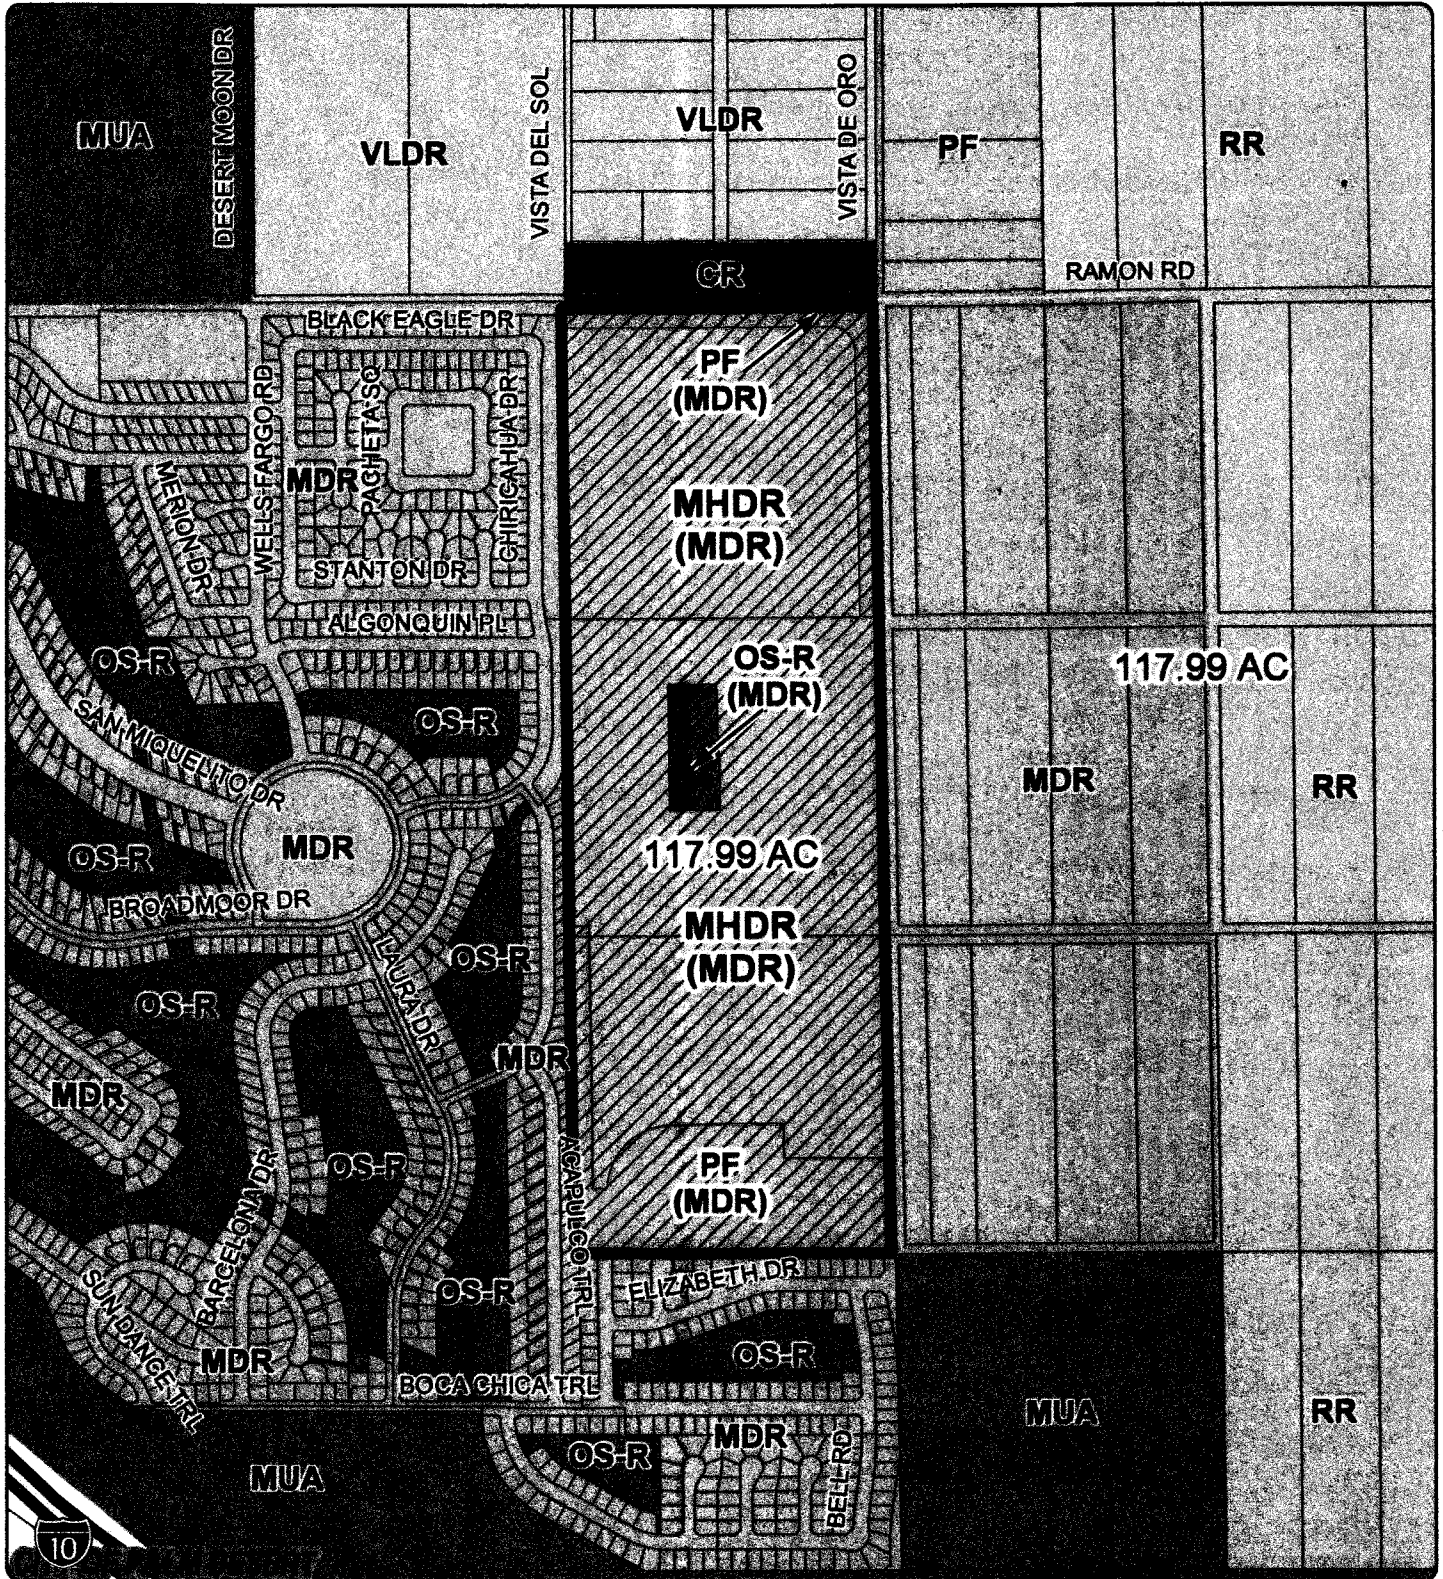 DESERT MOON DR
VISTA DEL SOL
VISTA DE ORO
MUA
VLDR
VLDR
PF
RR
CR
RAMON RD
BLACK EAGLE DR
PF
(MDR)
WELLS FARGO RD
PACHETA SQ
CHIRICAHUA DR
MERION DR
MDR
MHDR
(MDR)
STANTON DR
ALGONQUIN PL
OS-R
OS-R
(MDR)
117.99 AC
OS-R
SAN MIQUELITO DR
MDR
RR
MDR
OS-R
117.99 AC
BROADMOOR DR
MHDR
(MDR)
LAURA DR
OS-R
OS-R
MDR
MDR
OS-R
PF
(MDR)
ACAPULCO TRL
BARCELONA DR
SUN DANCE TRL
OS-R
ELIZABETH DR
MDR
OS-R
BOCA CHICA TRL
MUA
RR
MDR
OS-R
BELL RD
MUA
10